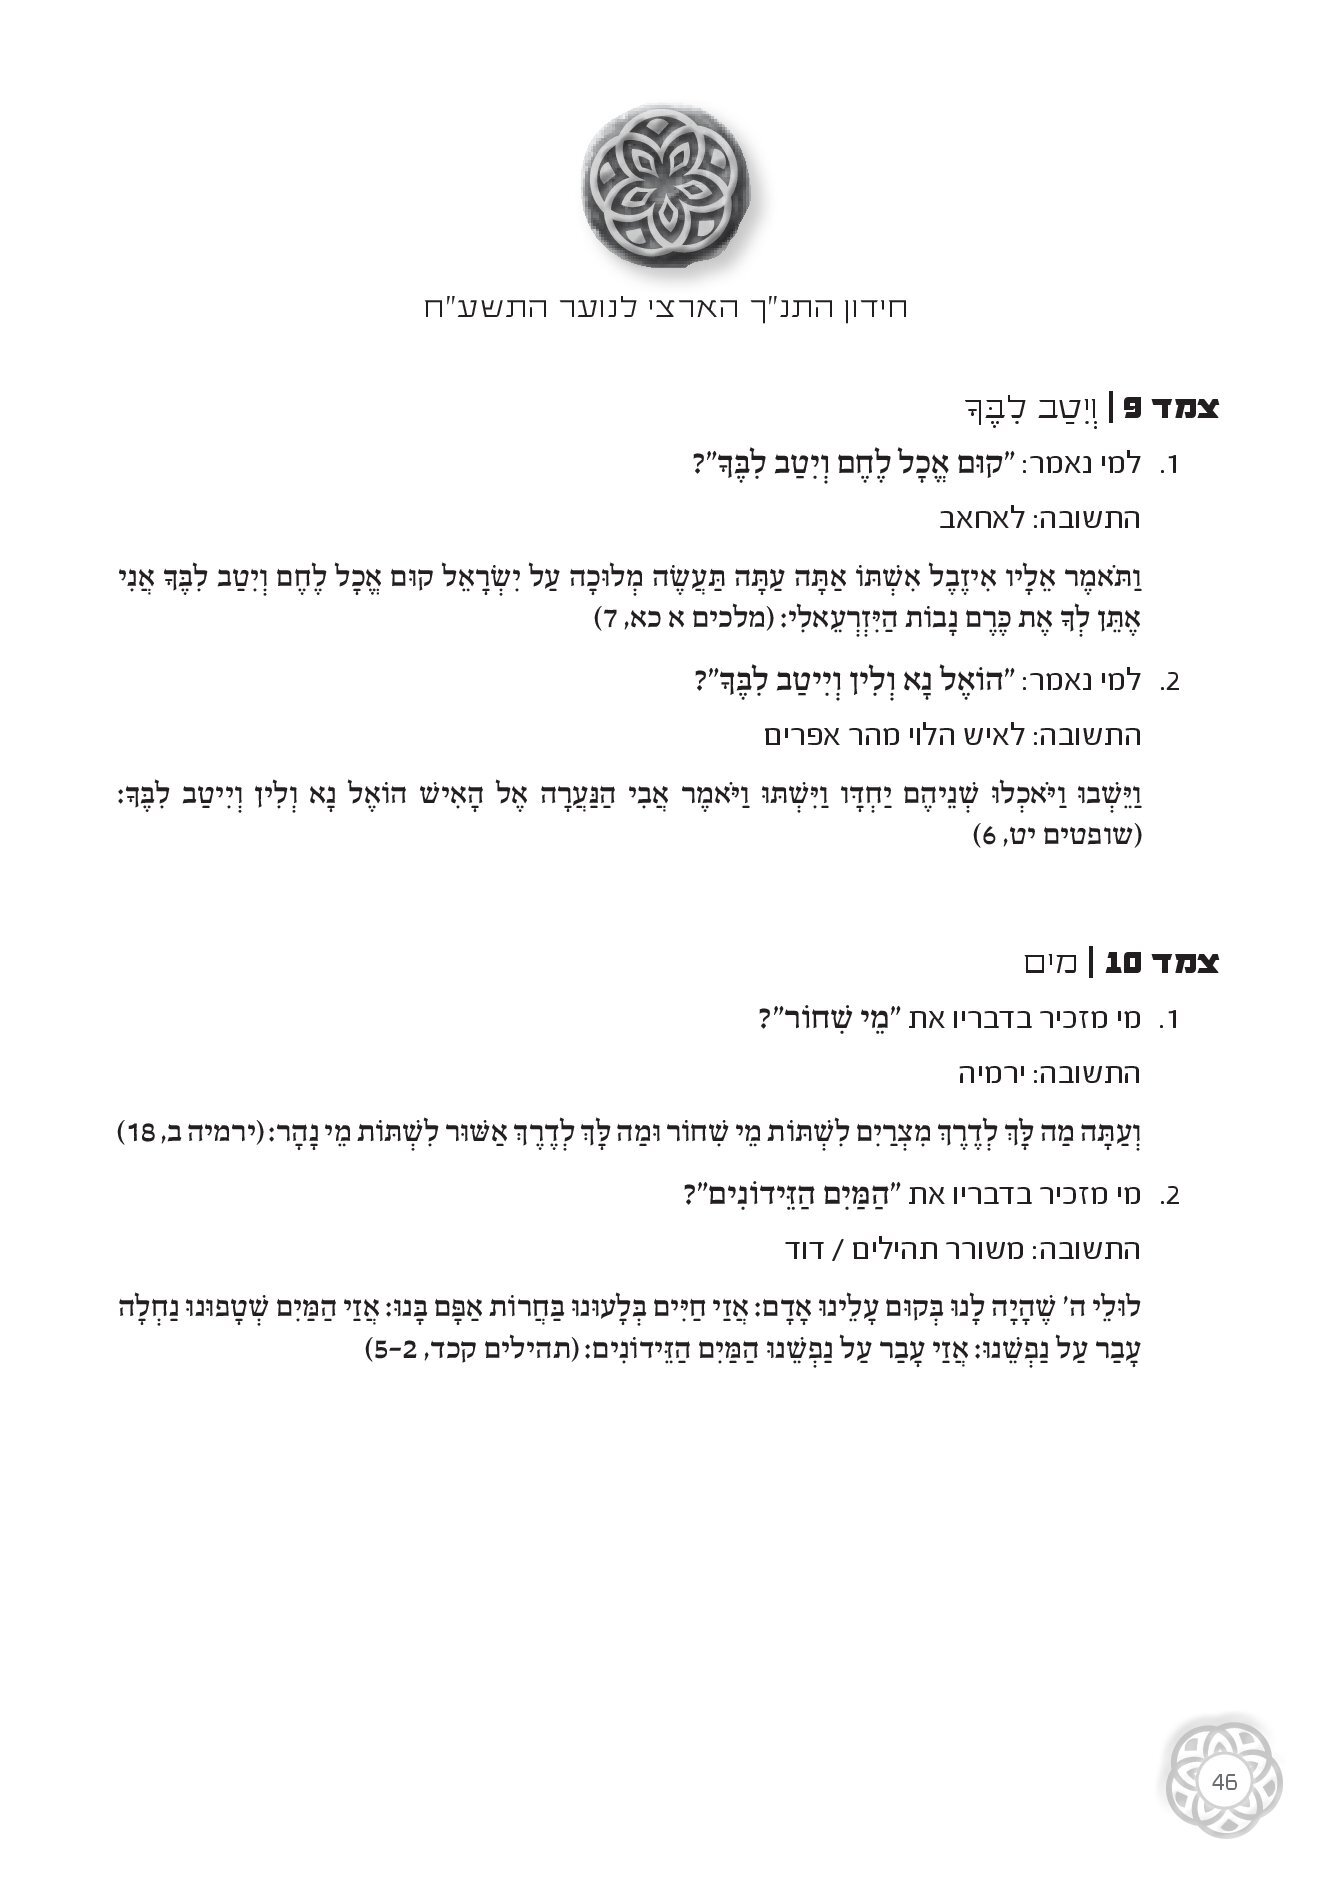 חידון התנ"ך הארצי לנוער התשע"ח
צמד 9 | וְיִטַב לִבֶּךָ
1. למי נאמר: "קוּם אֱכָל לֶחֶם וְיִטַב לִבֶּךָ"?
התשובה: לאחאב
וַתֹּאמֶר אֵלָיו אִיזֶבֶל אִשְׁתּוֹ אַתָּה עַתָּה תַּעֲשֶׂה מְלוּכָה עַל יִשְׂרָאֵל קוּם אֱכָל לֶחֶם וְיִטַב לִבֶּךָ אֲנִי
אֶתֵּן לְךָ אֶת כֶּרֶם נָבוֹת הַיִּזְרְעֵאלִי: (מלכים א כא, 7)
2. למי נאמר: "הוֹאֶל נָא וְלִין וְיִיטַב לִבֶּךָ"?
התשובה: לאיש הלוי מהר אפרים
וַיֵּשְׁבוּ וַיֹּאכְלוּ שְׁנֵיהֶם יַחְדָּו וַיִּשְׁתּוּ וַיֹּאמֶר אֲבִי הַנַּעֲרָה אֶל הָאִישׁ הוֹאֶל נָא וְלִין וְיִיטַב לִבֶּךָ:
(שופטים יט, 6)
צמד 10 | מים
1. מי מזכיר בדבריו את "מֵי שִׁחוֹר"?
התשובה: ירמיה
וְעַתָּה מַה לָּךְ לְדֶרֶךְ מִצְרַיִם לִשְׁתּוֹת מֵי שִׁחוֹר וּמַה לָּךְ לְדֶרֶךְ אַשּׁוּר לִשְׁתּוֹת מֵי נָהָר: (ירמיה ב, 18)
2. מי מזכיר בדבריו את "הַמַּיִם הַזֵּידוֹנִים"?
התשובה: משורר תהילים / דוד
לוּלֵי ה' שֶׁהָיָה לָנוּ בְּקוּם עָלֵינוּ אָדָם: אֲזַי חַיִּים בְּלָעוּנוּ בַּחֲרוֹת אַפָּם בָּנוּ: אֲזַי הַמַּיִם שְׁטָפוּנוּ נַחְלָה
עָבַר עַל נַפְשֵׁנוּ: אֲזַי עָבַר עַל נַפְשֵׁנוּ הַמַּיִם הַזֵּידוֹנִים: (תהילים קכד, 2–5)
46